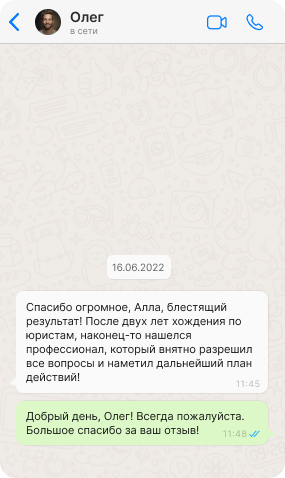 Олег
в сети
16.06.2022
Спасибо огромное, Алла, блестящий
результат! После двух лет хождения по
юристам, наконец-то нашелся
профессионал, который внятно разрешил
все вопросы и наметил дальнейший план
действий!
11:45
Добрый день, Олег! Всегда пожалуйста.
Большое спасибо за ваш отзыв!
11:48